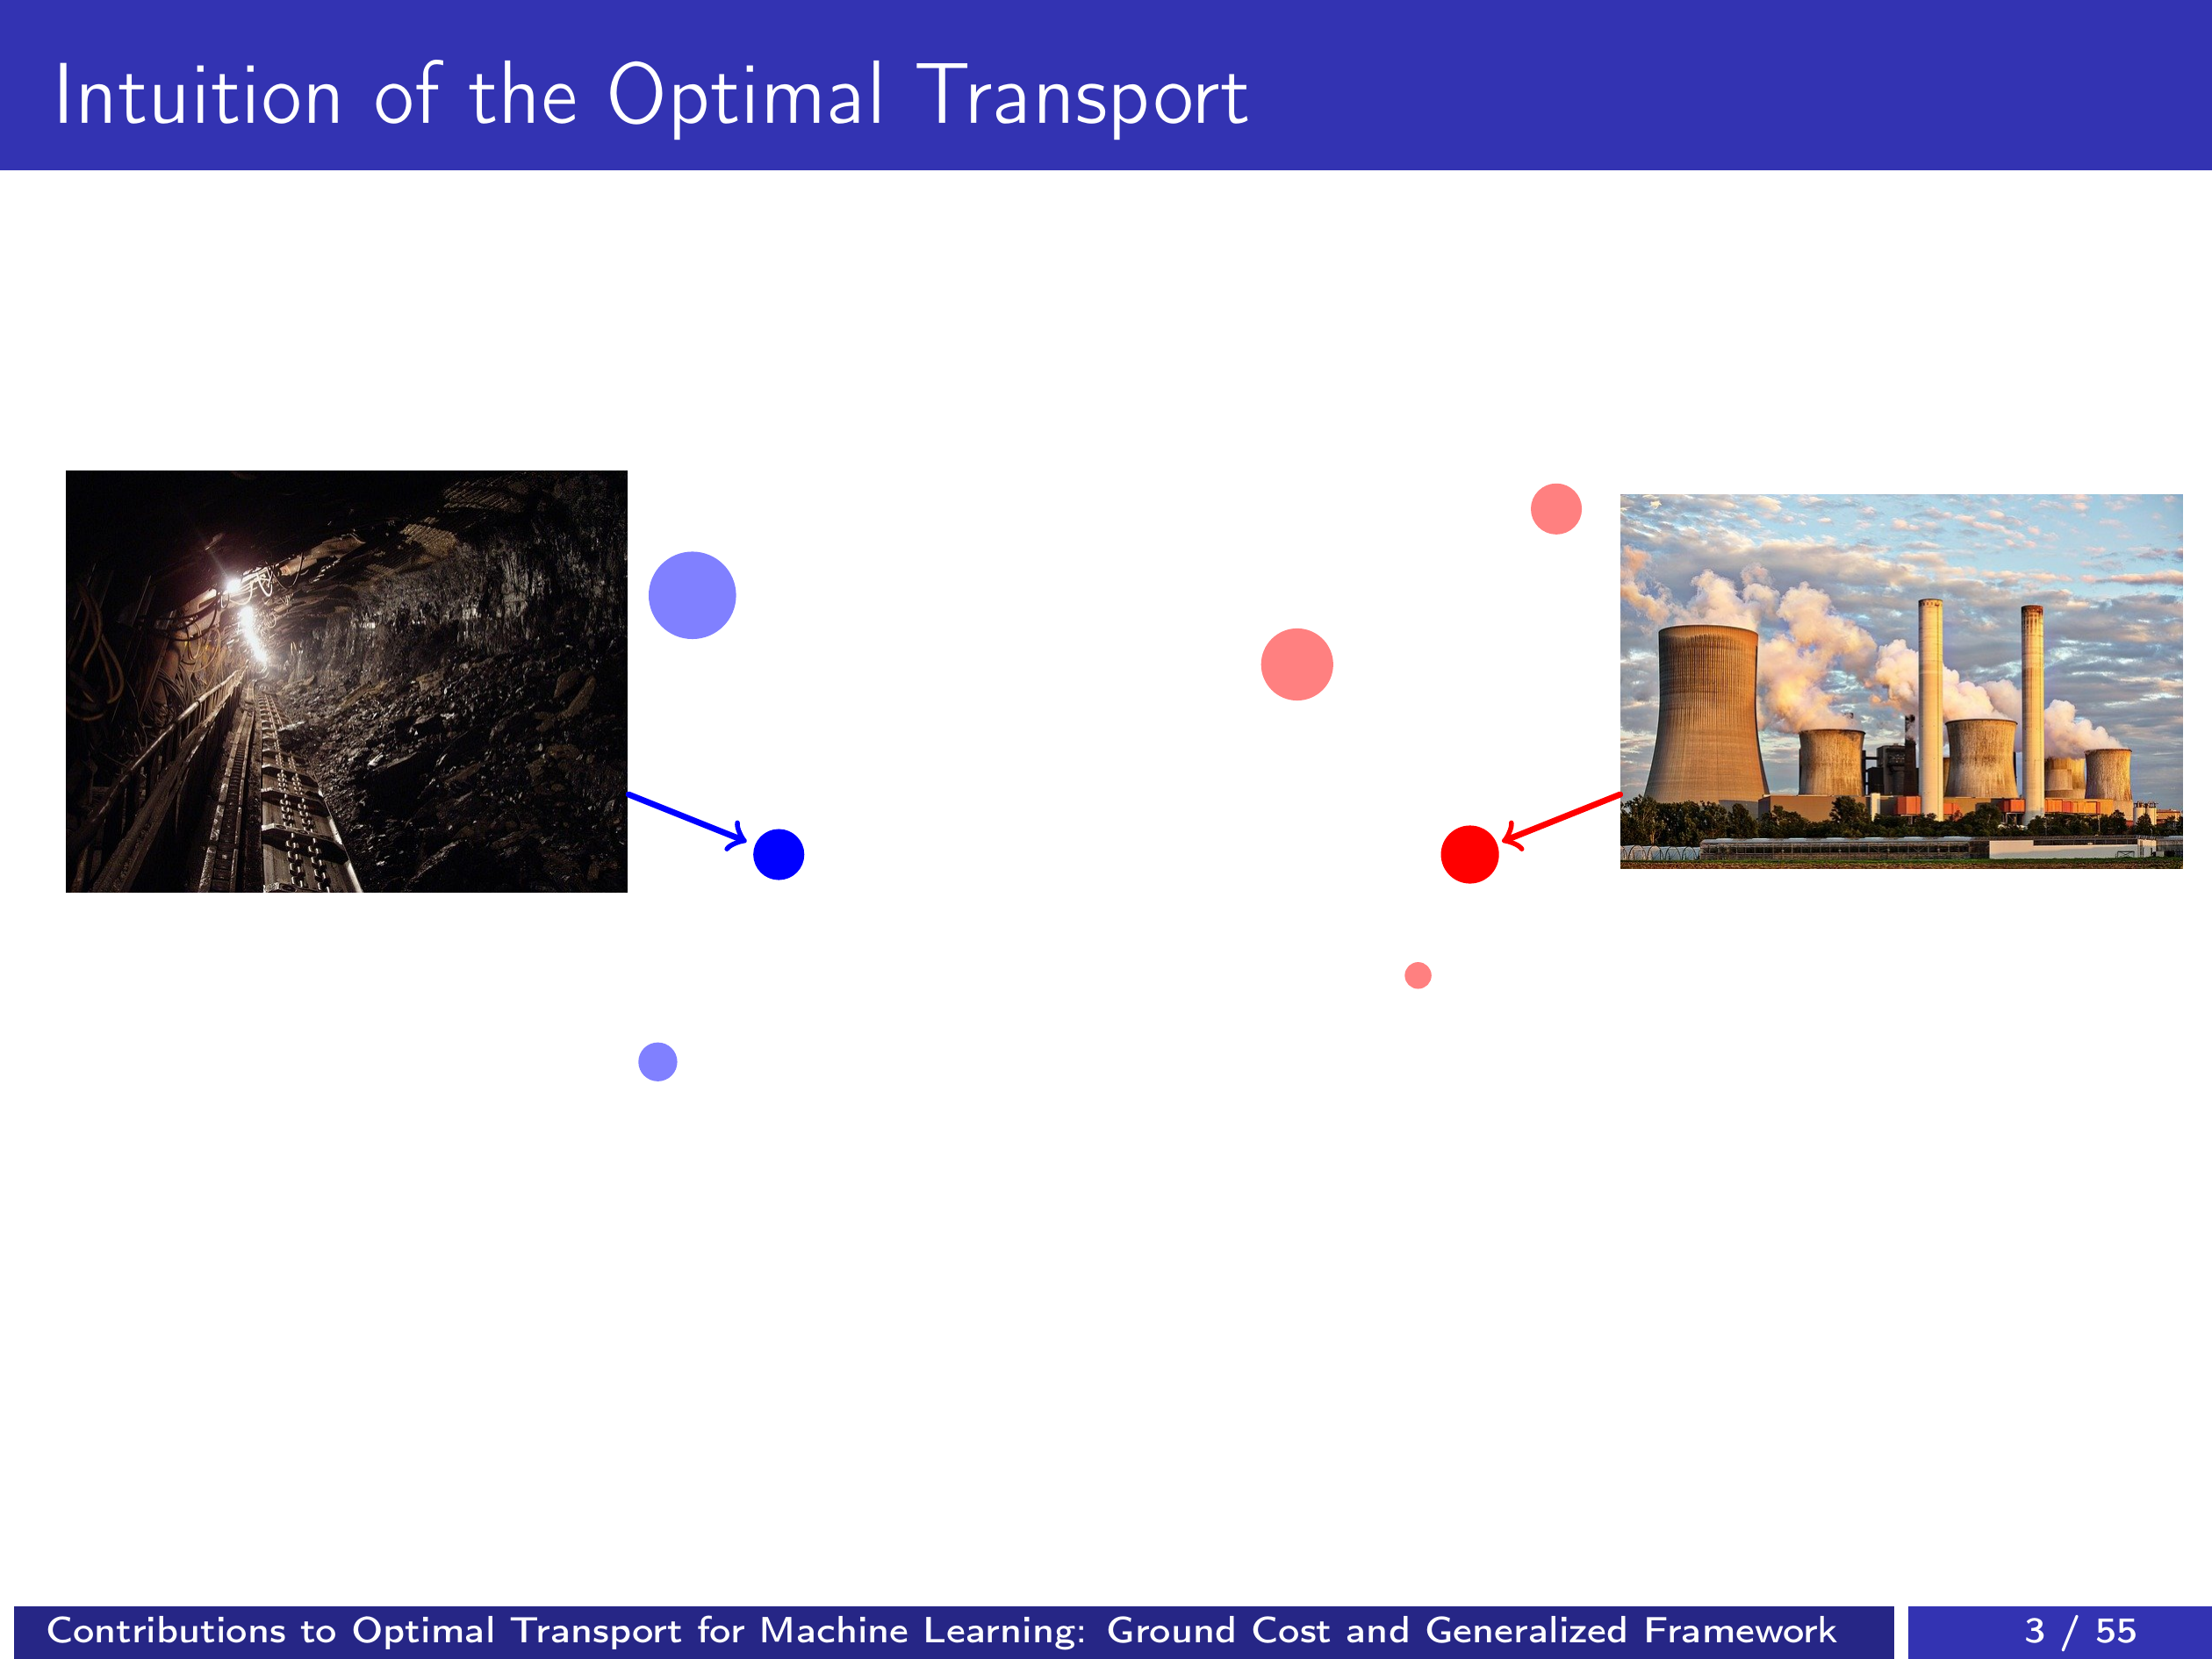 Intuition of the Optimal Transport
Contributions to Optimal Transport for Machine Learning: Ground Cost and Generalized Framework
3 / 55